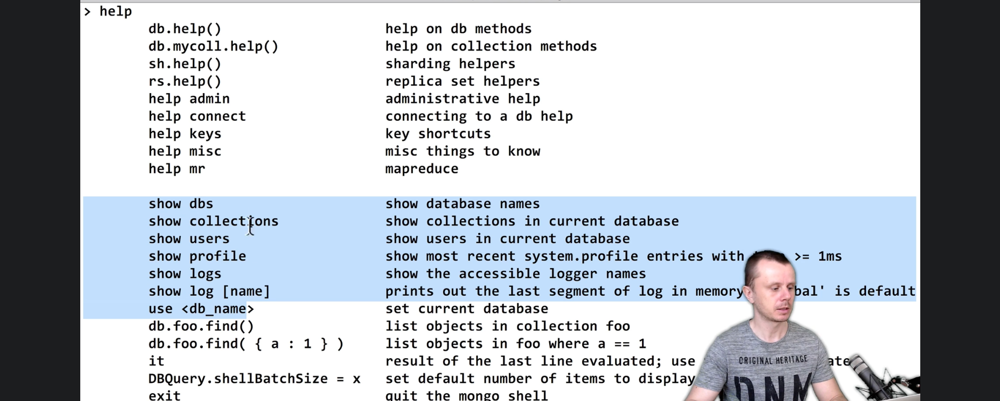 > help
db.help() help on db methods
db.mycoll.help() help on collection methods
sh.help() sharding helpers
rs.help() replica set helpers
help admin administrative help
help connect connecting to a db help
help keys key shortcuts
help misc misc things to know
help mr mapreduce
show dbs show database names
show collections show collections in current database
show users show users in current database
show profile show most recent system.profile entries with >= 1ms
show logs show the accessible logger names
show log [name] prints out the last segment of log in memory is default
use <db_name> set current database
db.foo.find() list objects in collection foo
db.foo.find( { a : 1 } ) list objects in foo where a == 1
it result of the last line evaluated; use
DBQuery.shellBatchSize = x set default number of items to display
exit quit the mongo shell
ORIGINAL HERITAGE
DNM